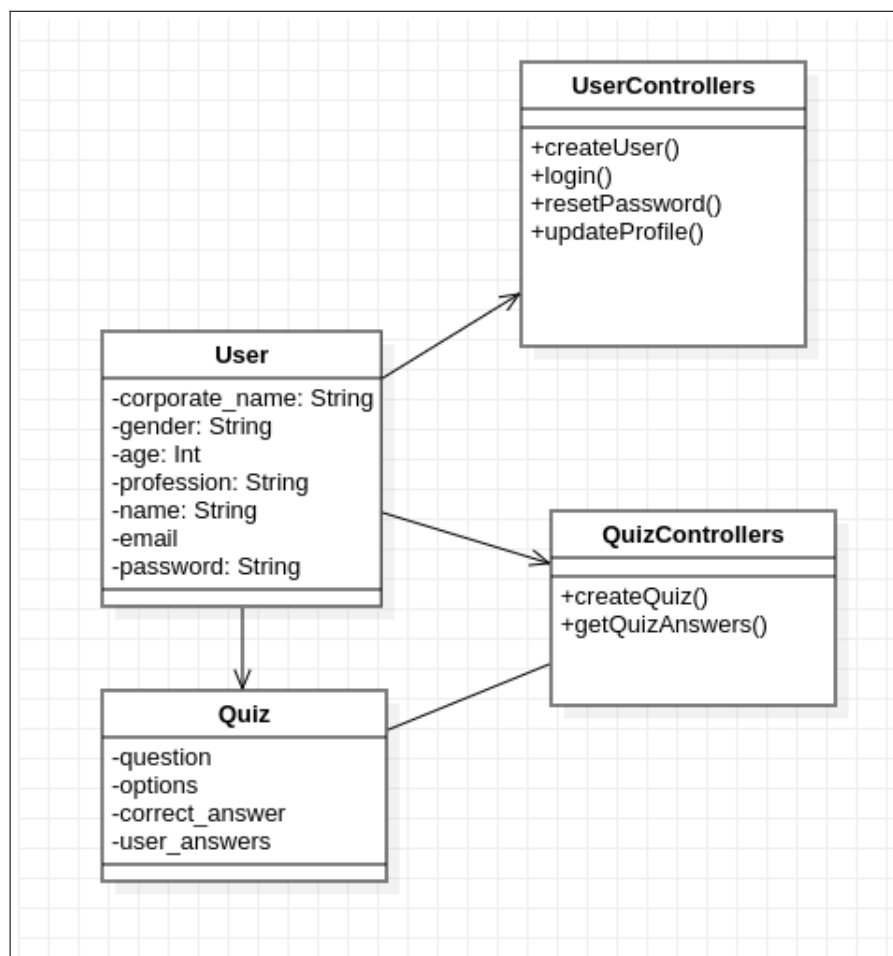 UserControllers
+createUser()
+login()
+resetPassword()
+updateProfile()
User
-corporate_name: String
-gender: String
-age: Int
-profession: String
-name: String
-email
-password: String
QuizControllers
+createQuiz()
+getQuizAnswers()
Quiz
-question
-options
-correct_answer
-user_answers